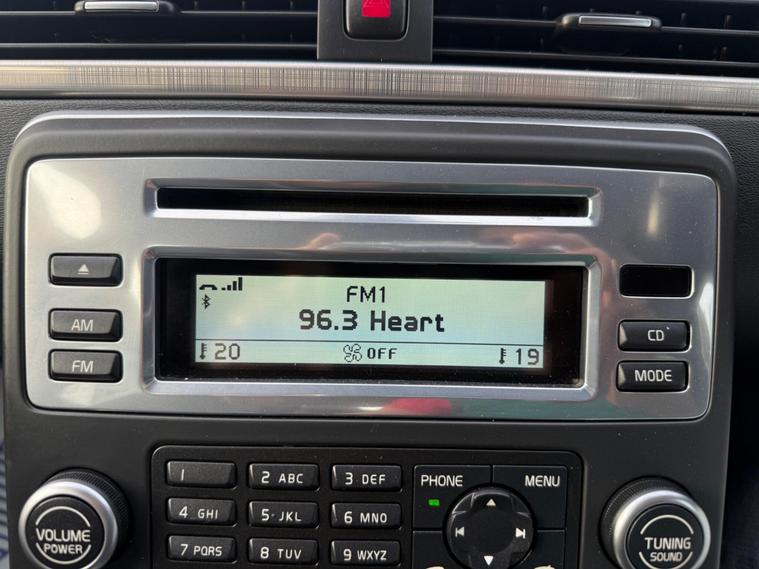 FM1
96.3 Heart
20
OFF
19
AM
FM
CD
MODE
1
2 ABC
3 DEF
PHONE
MENU
4 GHI
5 JKL
6 MNO
7 PQRS
8 TUV
9 WXYZ
VOLUME
POWER
TUNING
SOUND